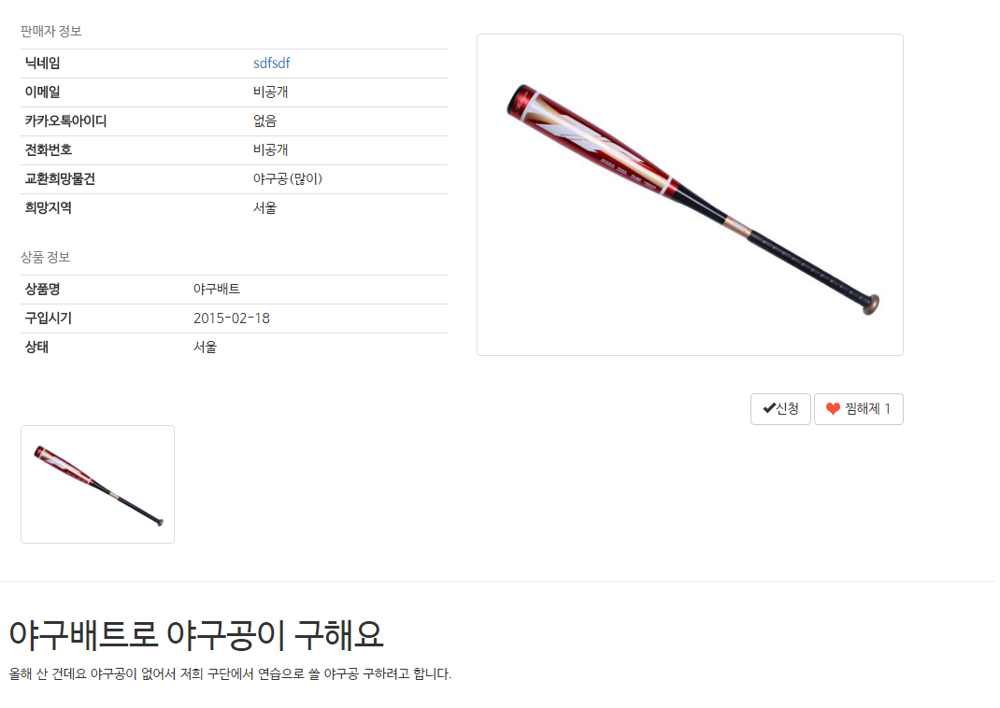 판매자 정보
닉네임 sdfsdf
이메일 비공개
카카오톡아이디 없음
전화번호 비공개
교환희망물건 야구공(많이)
희망지역 서울
상품 정보
상품명 야구배트
구입시기 2015-02-18
상태 서울
신청 찜해제 1
야구배트로 야구공이 구해요
올해 산 건데요 야구공이 없어서 저희 구단에서 연습으로 쓸 야구공 구하려고 합니다.